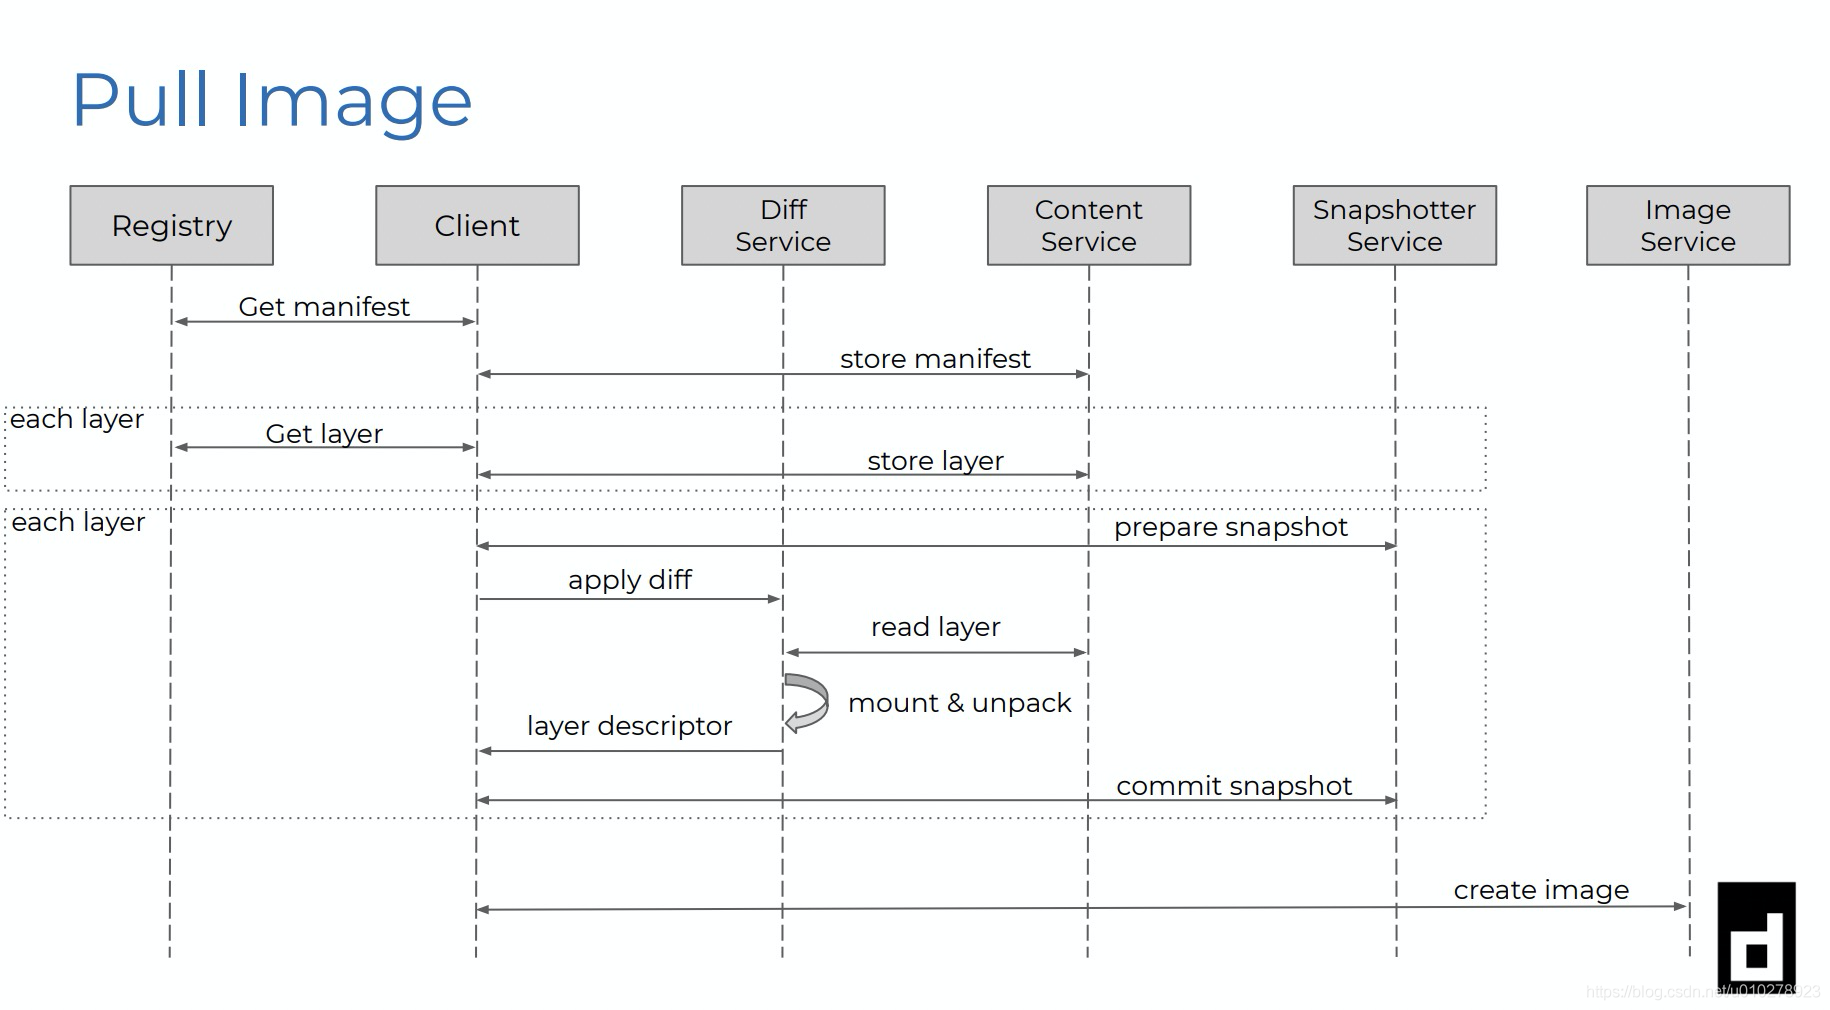 Pull Image
Registry
Client
Diff
Service
Content
Service
Snapshotter
Service
Image
Service
Get manifest
store manifest
each layer
Get layer
store layer
each layer
prepare snapshot
apply diff
read layer
mount & unpack
layer descriptor
commit snapshot
create image
d
https://blog.csdn.net/u010278923